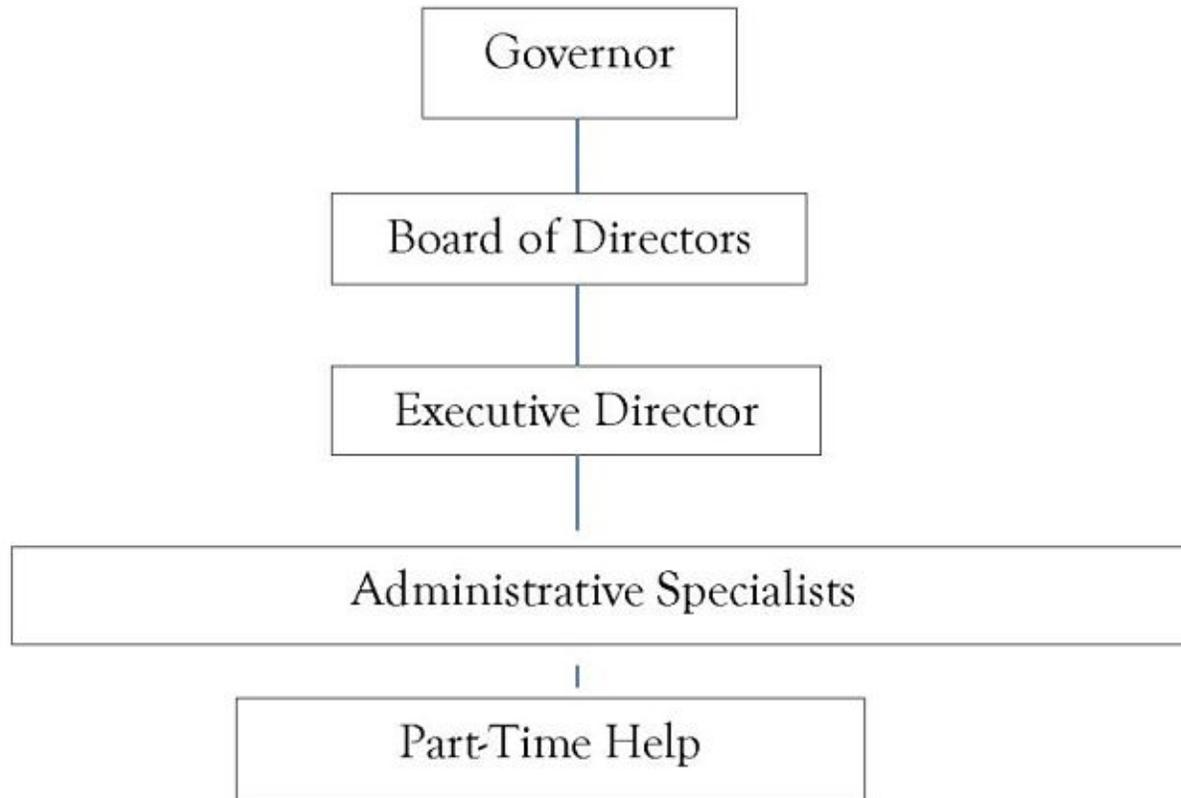 Governor
Board of Directors
Executive Director
Administrative Specialists
Part-Time Help